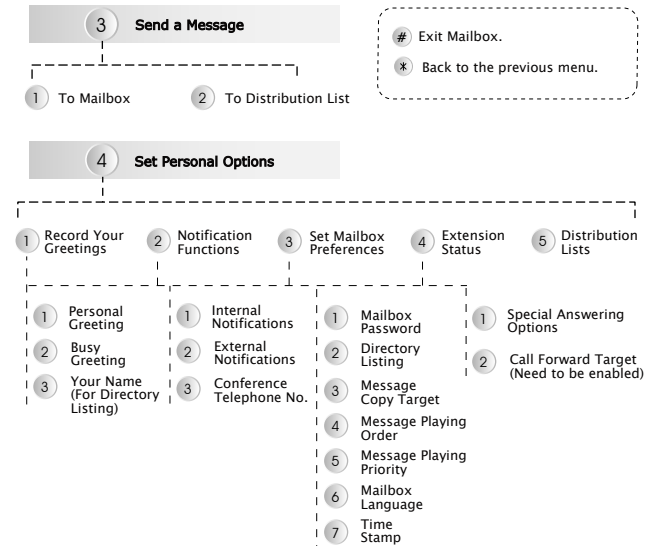 3 Send a Message
# Exit Mailbox.
* Back to the previous menu.
1 To Mailbox
2 To Distribution List
4 Set Personal Options
1 Record Your
Greetings
2 Notification
Functions
3 Set Mailbox
Preferences
4 Extension
Status
5 Distribution
Lists
1 Personal
Greeting
2 Busy
Greeting
3 Your Name
(For Directory
Listing)
1 Internal
Notifications
2 External
Notifications
3 Conference
Telephone No.
1 Mailbox
Password
2 Directory
Listing
3 Message
Copy Target
4 Message Playing
Order
5 Message Playing
Priority
6 Mailbox
Language
7 Time
Stamp
1 Special Answering
Options
2 Call Forward Target
(Need to be enabled)